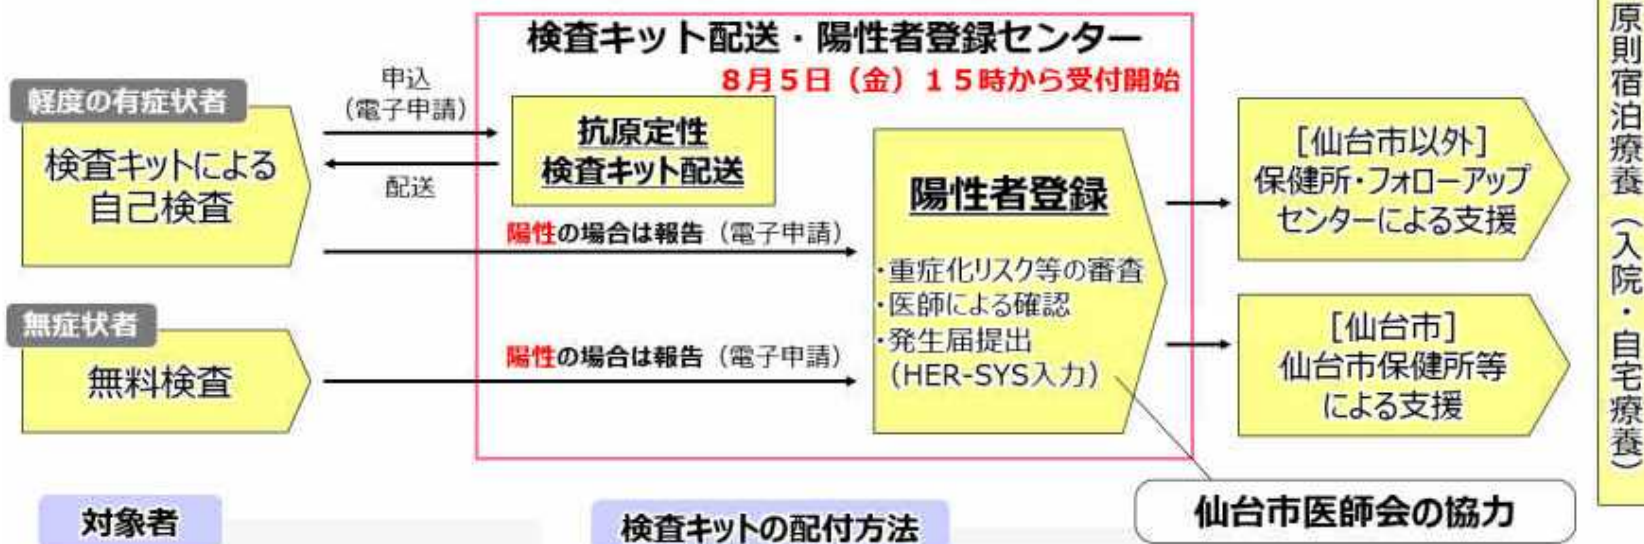 検査キット配送・陽性者登録センター
8月5日（金）15時から受付開始
軽度の有症状者
検査キットによる
自己検査
申込
（電子申請）
配送
抗原定性
検査キット配送
陽性の場合は報告（電子申請）
無症状者
無料検査
陽性の場合は報告（電子申請）
陽性者登録
・重症化リスク等の審査
・医師による確認
・発生届提出
（HER-SYS入力）
［仙台市以外］
保健所・フォローアップ
センターによる支援
［仙台市］
仙台市保健所等
による支援
原則宿泊療養（入院・自宅療養）
仙台市医師会の協力
対象者
検査キットの配付方法